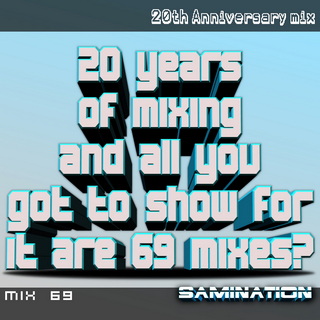 20th Anniversary mix
20 years
of mixing
and all you
got to show for
it are 69 mixes?
MIX 69
SAMINATION